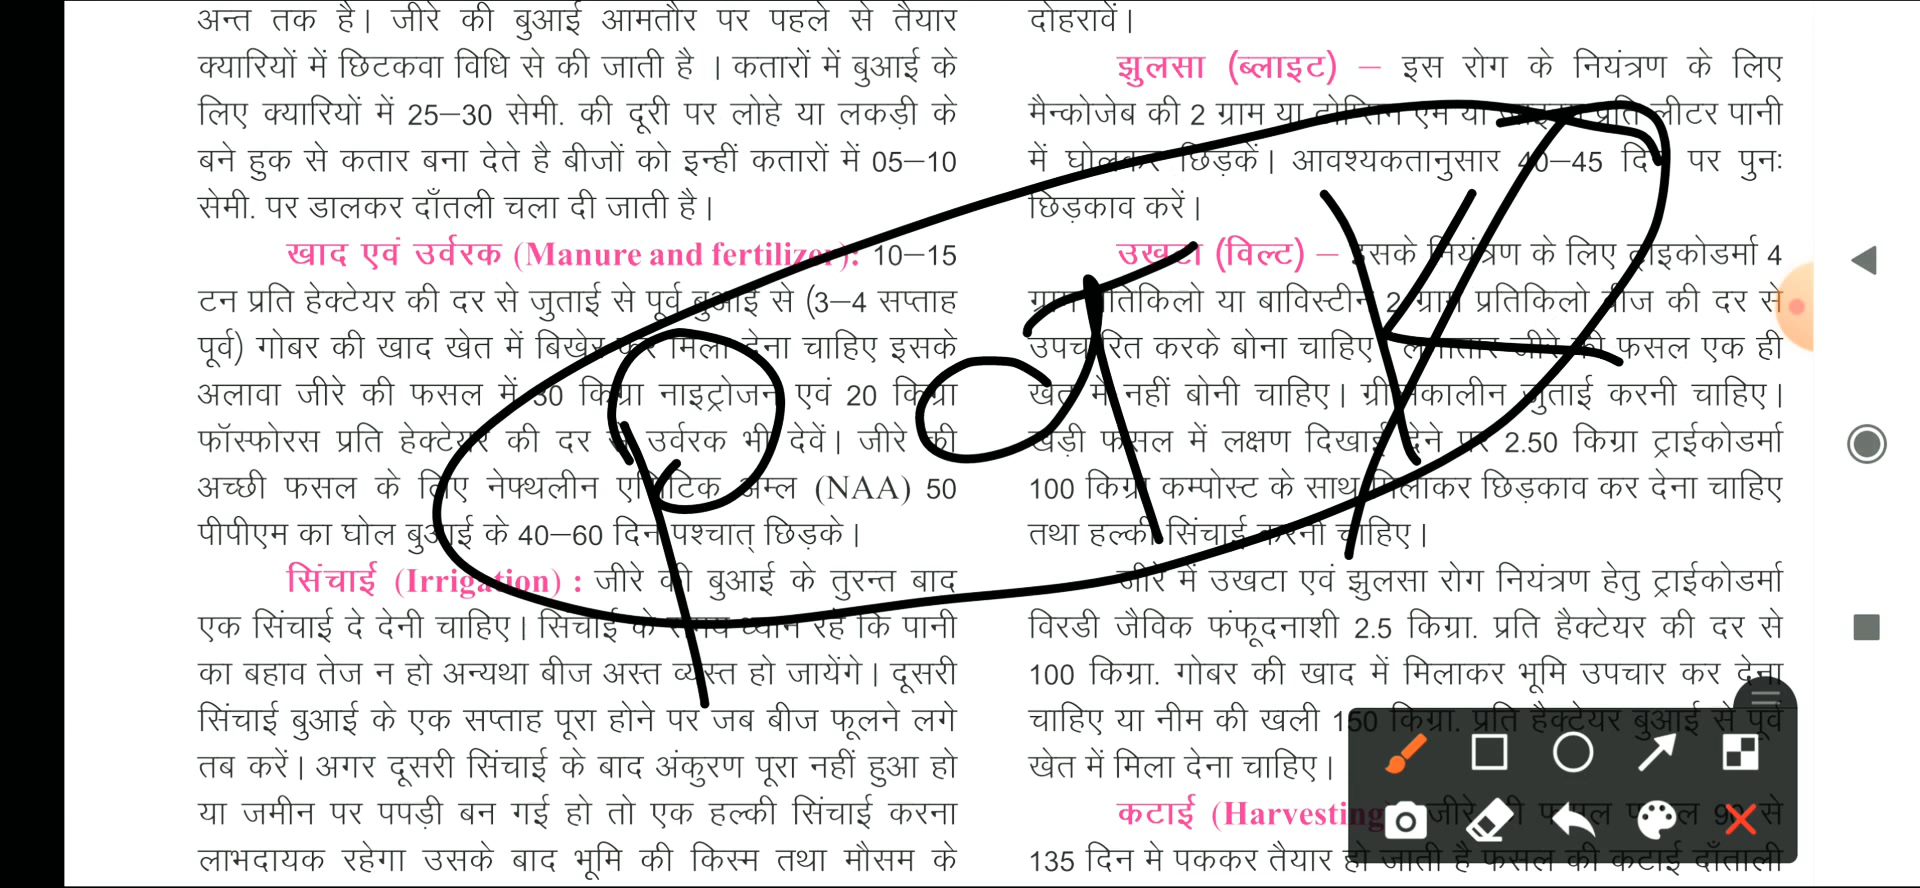 अन्त तक है। जीरे की बुआई आमतौर पर पहले से तैयार
क्यारियों में छिटकवा विधि से की जाती है । कतारों में बुआई के
लिए क्यारियों में 25–30 सेमी. की दूरी पर लोहे या लकड़ी के
बने हुक से कतार बना देते है बीजों को इन्हीं कतारों में 05–10
सेमी. पर डालकर दाँतली चला दी जाती है।
खाद एवं उर्वरक (Manure and fertilizer): 10–15
टन प्रति हेक्टेयर की दर से जुताई से पूर्व बुआई से (3–4 सप्ताह
पूर्व) गोबर की खाद खेत में बिखेर कर मिला देना चाहिए इसके
अलावा जीरे की फसल में 30 किग्रा नाइट्रोजन एवं 20 किग्रा
फॉस्फोरस प्रति हेक्टेयर की दर से उर्वरक भी देवें। जीरे की
अच्छी फसल के लिए नेफ्थलीन एसिटिक अम्ल (NAA) 50
पीपीएम का घोल बुआई के 40–60 दिन पश्चात् छिड़के।
सिंचाई (Irrigation) : जीरे की बुआई के तुरन्त बाद
एक सिंचाई दे देनी चाहिए। सिंचाई के समय ध्यान रहे कि पानी
का बहाव तेज न हो अन्यथा बीज अस्त व्यस्त हो जायेंगे। दूसरी
सिंचाई बुआई के एक सप्ताह पूरा होने पर जब बीज फूलने लगे
तब करें। अगर दूसरी सिंचाई के बाद अंकुरण पूरा नहीं हुआ हो
या जमीन पर पपड़ी बन गई हो तो एक हल्की सिंचाई करना
लाभदायक रहेगा उसके बाद भूमि की किस्म तथा मौसम के
दोहरावें।
झुलसा (ब्लाइट) – इस रोग के नियंत्रण के लिए
मैन्कोजेब की 2 ग्राम या एम या प्रति लीटर पानी
में घोलकर छिड़कें। आवश्यकतानुसार 40–45 दिन पर पुनः
छिड़काव करें।
उखटा (विल्ट) – इसके नियंत्रण के लिए ट्राइकोडर्मा 4
ग्राम प्रतिकिलो या बाविस्टीन 2 ग्राम प्रतिकिलो बीज की दर से
उपचारित करके बोना चाहिए लगातार जीरे की फसल एक ही
खेत में नहीं बोनी चाहिए। ग्रीष्मकालीन जुताई करनी चाहिए।
खड़ी फसल में लक्षण दिखाई देने पर 2.50 किग्रा ट्राईकोडर्मा
100 किग्रा कम्पोस्ट के साथ मिलाकर छिड़काव कर देना चाहिए
तथा हल्की सिंचाई करनी चाहिए।
जीरे में उखटा एवं झुलसा रोग नियंत्रण हेतु ट्राईकोडर्मा
विरडी जैविक फंफूदनाशी 2.5 किग्रा. प्रति हैक्टेयर की दर से
100 किग्रा. गोबर की खाद में मिलाकर भूमि उपचार कर देना
चाहिए या नीम की खली 150 किग्रा. प्रति हैक्टेयर बुआई से पूर्व
खेत में मिला देना चाहिए।
कटाई (Harvesting) जीरे की फसल 90 से
135 दिन मे पककर तैयार हो जाती है फसल की कटाई दाँताली